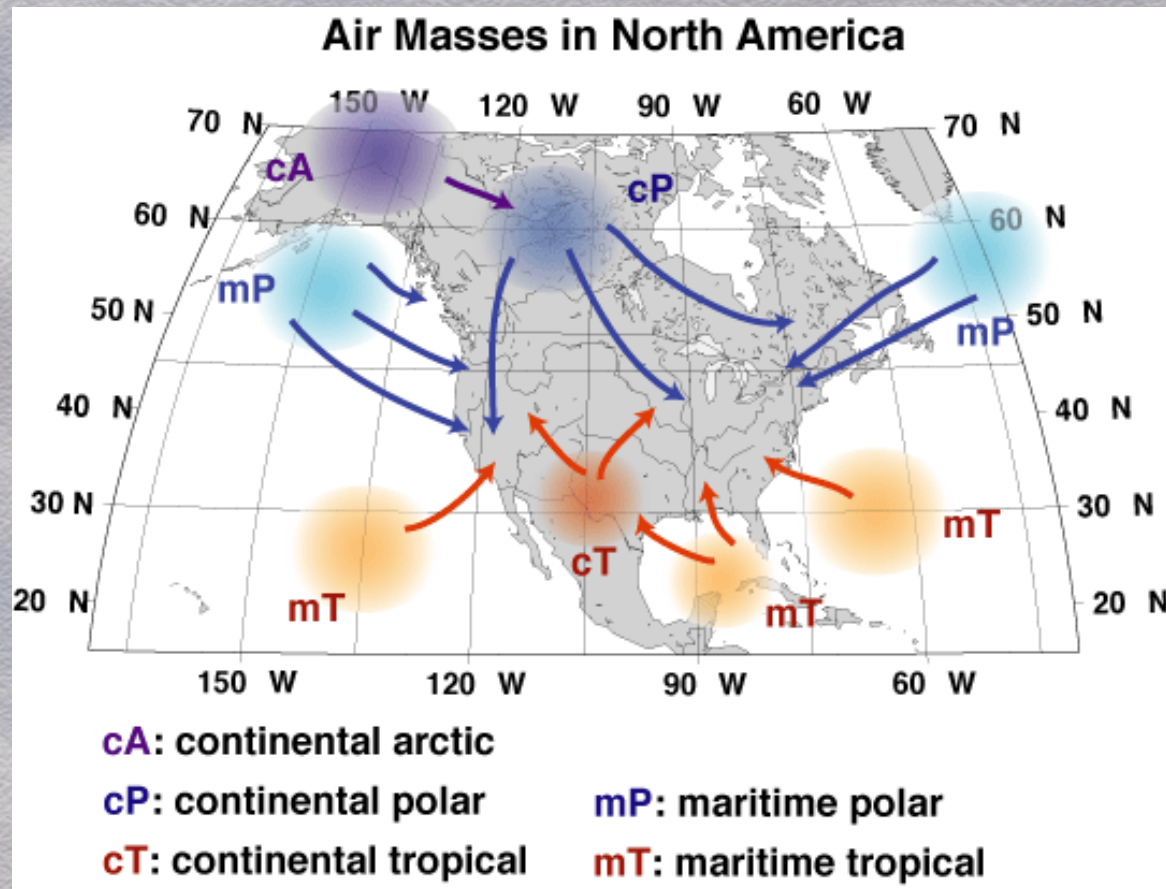 Air Masses in North America
150 W 120 W 90 W 60 W
70 N 70 N
cA cP
60 N 60 N
mP
50 N 50 N
mP
40 N 40 N
30 N 30 N
mT
cT
20 N mT mT 20 N
150 W 120 W 90 W 60 W
cA: continental arctic
cP: continental polar mP: maritime polar
cT: continental tropical mT: maritime tropical